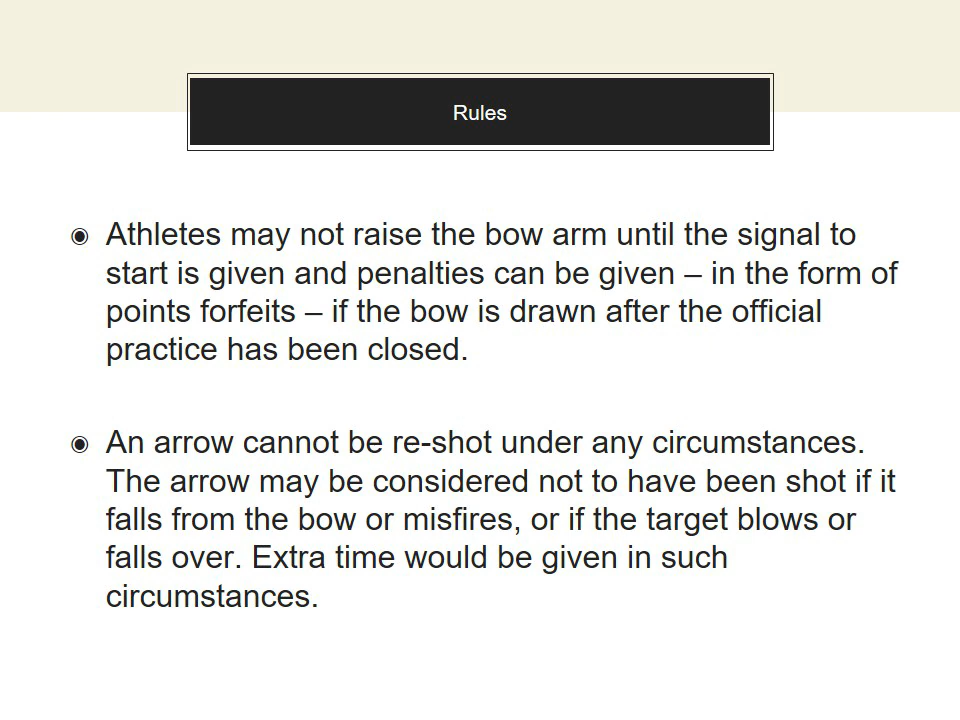 Rules
◉ Athletes may not raise the bow arm until the signal to
start is given and penalties can be given – in the form of
points forfeits – if the bow is drawn after the official
practice has been closed.
◉ An arrow cannot be re-shot under any circumstances.
The arrow may be considered not to have been shot if it
falls from the bow or misfires, or if the target blows or
falls over. Extra time would be given in such
circumstances.